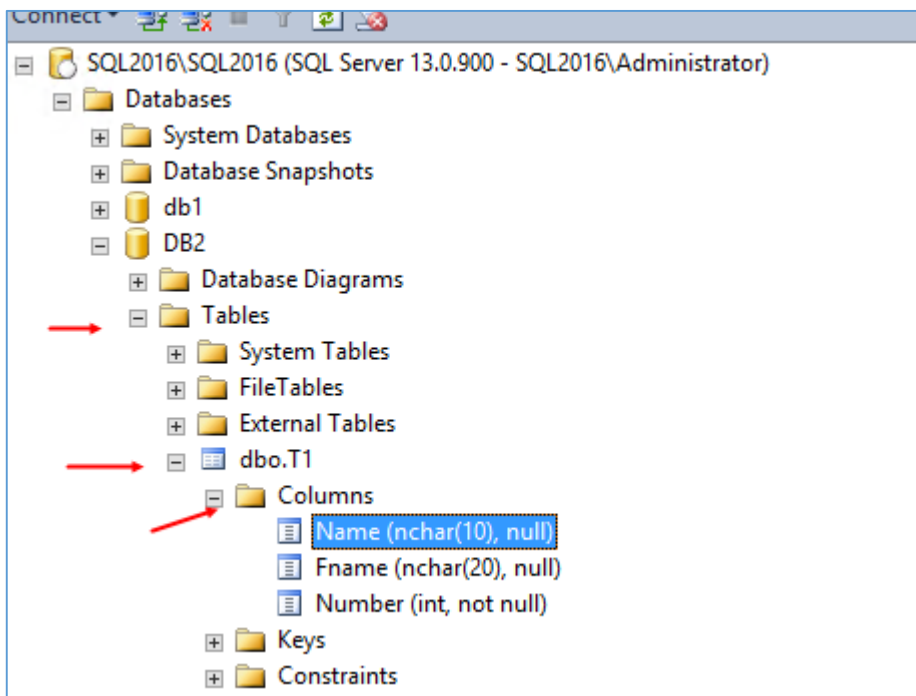 Connect
SQL2016\SQL2016 (SQL Server 13.0.900 - SQL2016\Administrator)
Databases
System Databases
Database Snapshots
db1
DB2
Database Diagrams
Tables
System Tables
FileTables
External Tables
dbo.T1
Columns
Name (nchar(10), null)
Fname (nchar(20), null)
Number (int, not null)
Keys
Constraints